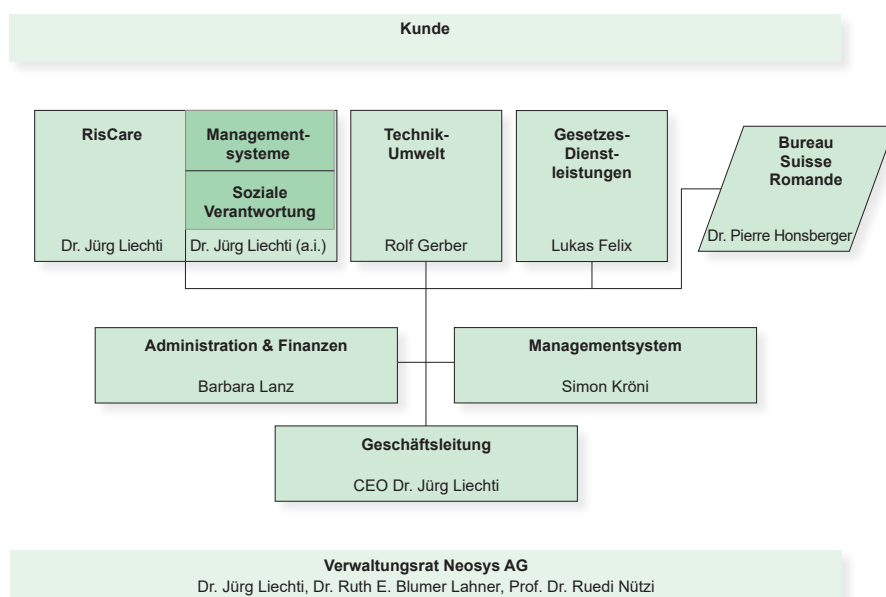 Kunde
RisCare
Management-
systeme
Soziale
Verantwortung
Dr. Jürg Liechti
Dr. Jürg Liechti (a.i.)
Technik-
Umwelt
Rolf Gerber
Gesetzes-
Dienst-
leistungen
Lukas Felix
Bureau
Suisse
Romande
Dr. Pierre Honsberger
Administration & Finanzen
Barbara Lanz
Managementsystem
Simon Kröni
Geschäftsleitung
CEO Dr. Jürg Liechti
Verwaltungsrat Neosys AG
Dr. Jürg Liechti, Dr. Ruth E. Blumer Lahner, Prof. Dr. Ruedi Nützi